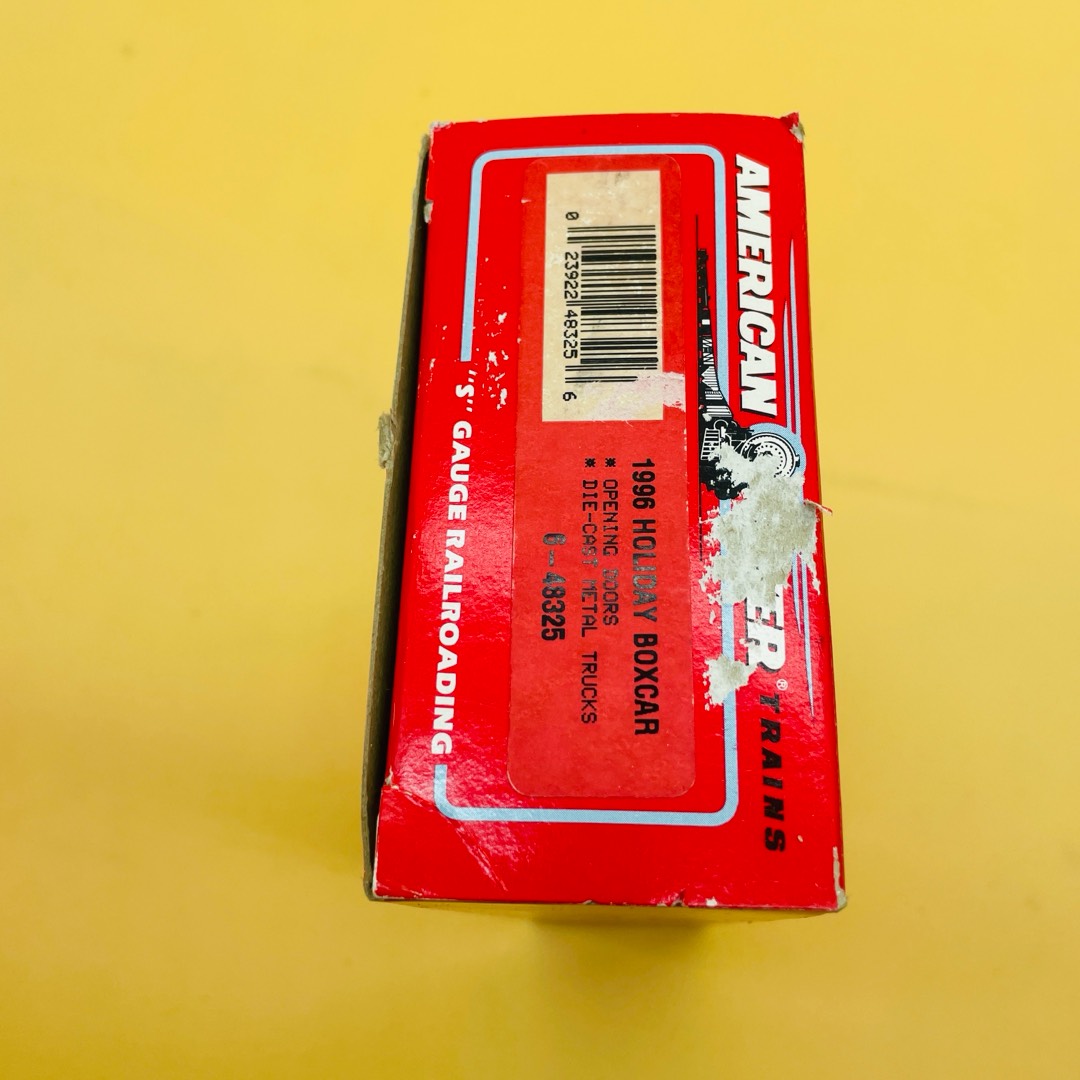 AMERICAN ER® TRAINS
0 23922 48325 6
1996 HOLIDAY BOXCAR
* OPENING DOORS
* DIE-CAST METAL TRUCKS
6-48325
"S" GAUGE RAILROADING